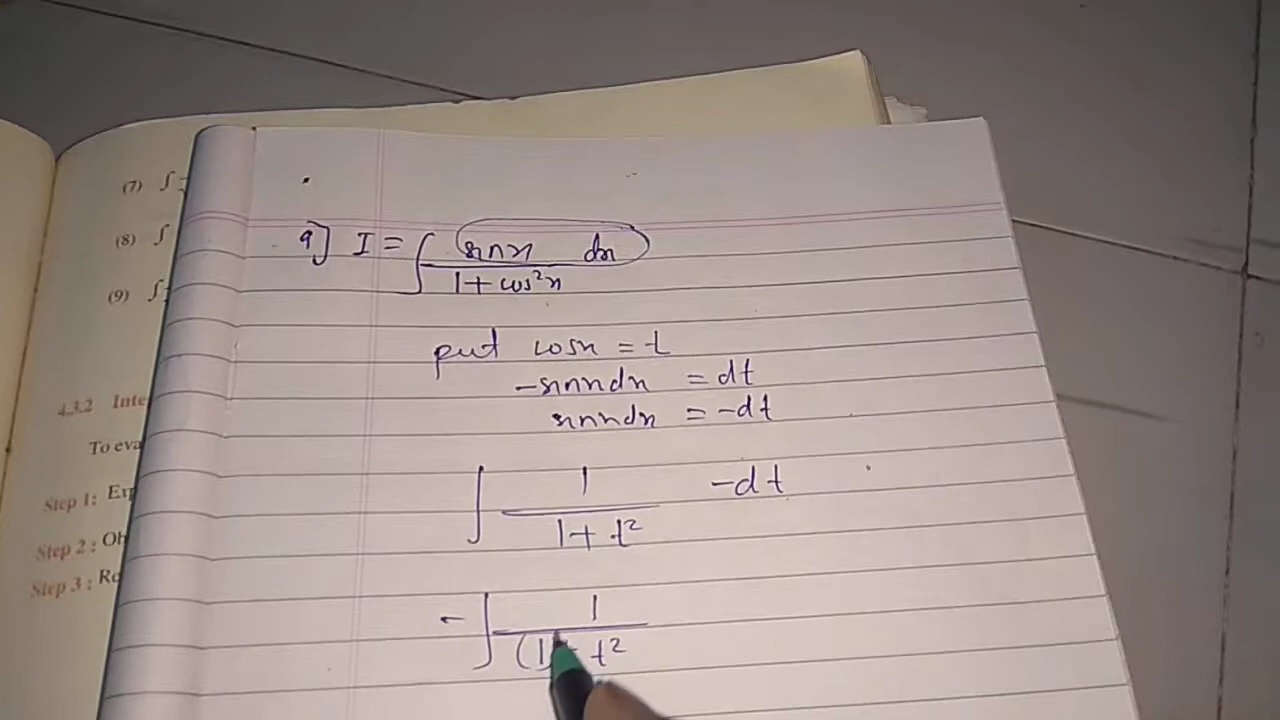 (7) ∫
(8) ∫
(9) ∫
4.3.2 Inte
To eva
Step 1: Exp
Step 2 : Ob
Step 3 : Re
9] I = ∫ sinx dx / 1 + cos²x
put cosx = t
-sinxdx = dt
sinxdx = -dt
∫ 1 / 1 + t² -dt
- ∫ 1 / (1) + t²